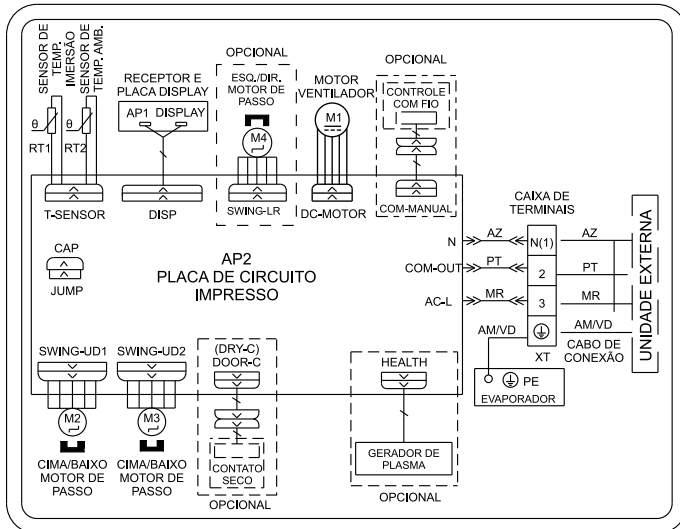 SENSOR DE
TEMP.
IMERSÃO
SENSOR DE
TEMP. AMB.
θ
RT1
θ
RT2
T-SENSOR
RECEPTOR E
PLACA DISPLAY
AP1 DISPLAY
DISP
OPCIONAL
ESQ./DIR.
MOTOR DE
PASSO
M4
SWING-LR
MOTOR
VENTILADOR
M1
DC-MOTOR
OPCIONAL
CONTROLE
COM FIO
COM-MANUAL
CAP
JUMP
AP2
PLACA DE CIRCUITO
IMPRESSO
CAIXA DE
TERMINAIS
N AZ N(1) AZ
COM-OUT PT 2 PT
AC-L MR 3 MR
AM/VD XT AM/VD
CABO DE
CONEXÃO
UNIDADE EXTERNA
PE
EVAPORADOR
SWING-UD1
M2
CIMA/BAIXO
MOTOR DE
PASSO
SWING-UD2
M3
CIMA/BAIXO
MOTOR DE
PASSO
(DRY-C)
DOOR-C
CONTATO
SECO
OPCIONAL
HEALTH
GERADOR DE
PLASMA
OPCIONAL